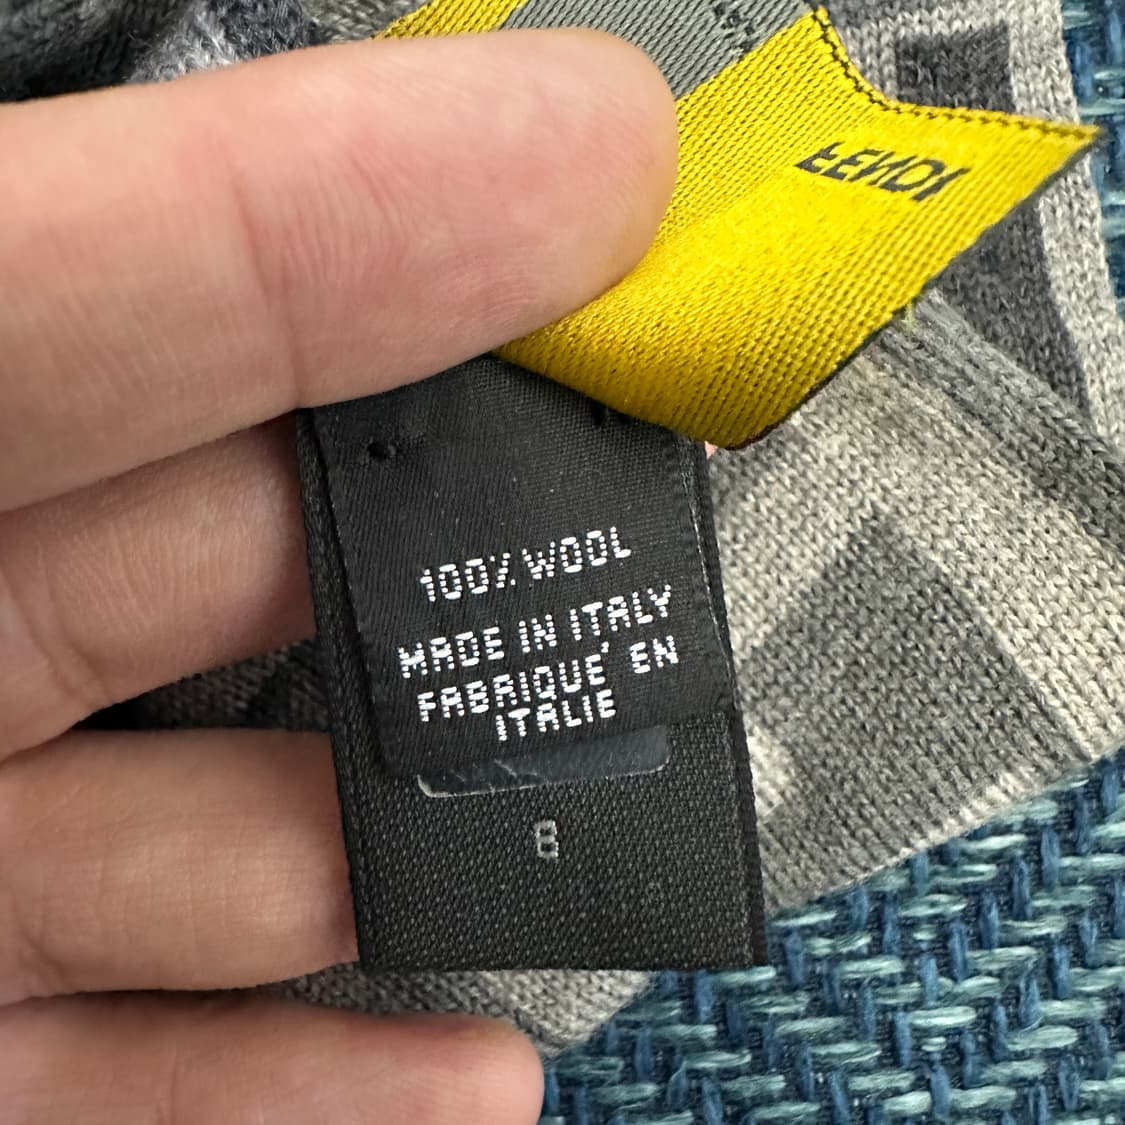 FENDI
100% WOOL
MADE IN ITALY
FABRIQUE' EN
ITALIE
8